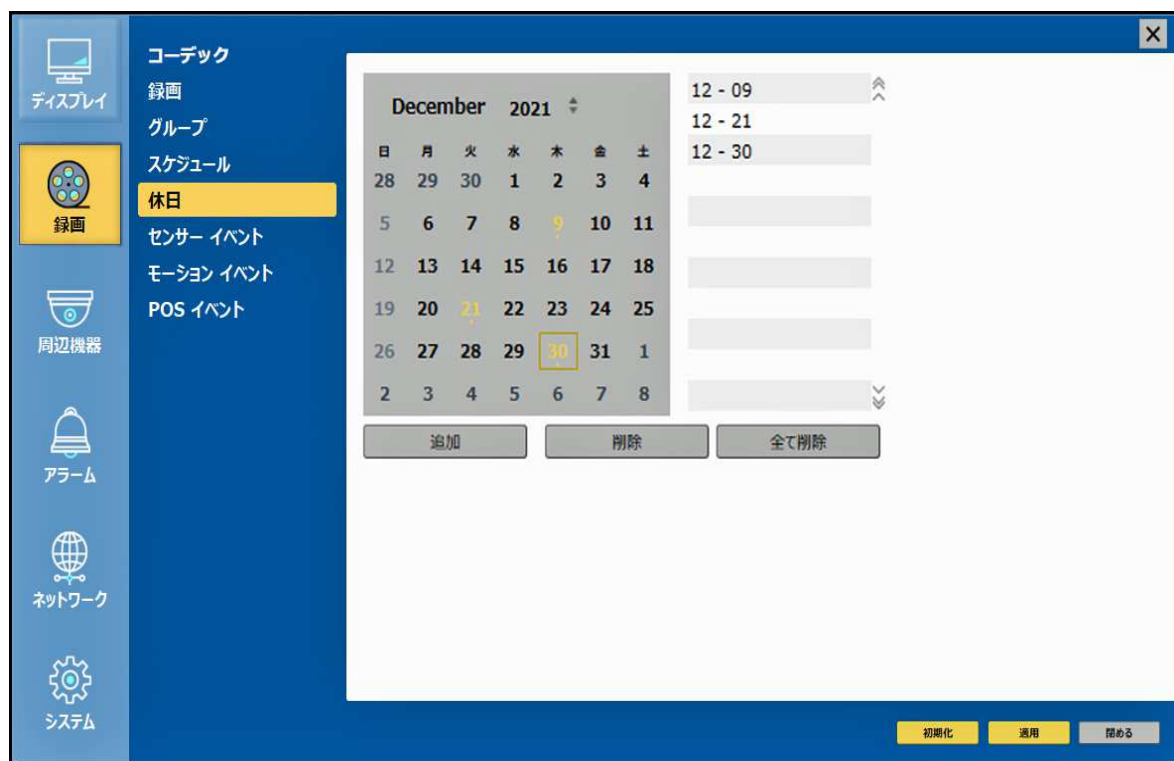 ディスプレイ
録画
周辺機器
アラーム
ネットワーク
システム
コーデック
録画
グループ
スケジュール
休日
センサー イベント
モーション イベント
POS イベント
December 2021
日 月 火 水 木 金 土
28 29 30 1 2 3 4
5 6 7 8 9 10 11
12 13 14 15 16 17 18
19 20 21 22 23 24 25
26 27 28 29 30 31 1
2 3 4 5 6 7 8
12 - 09
12 - 21
12 - 30
追加 削除 全て削除
初期化 適用 閉める